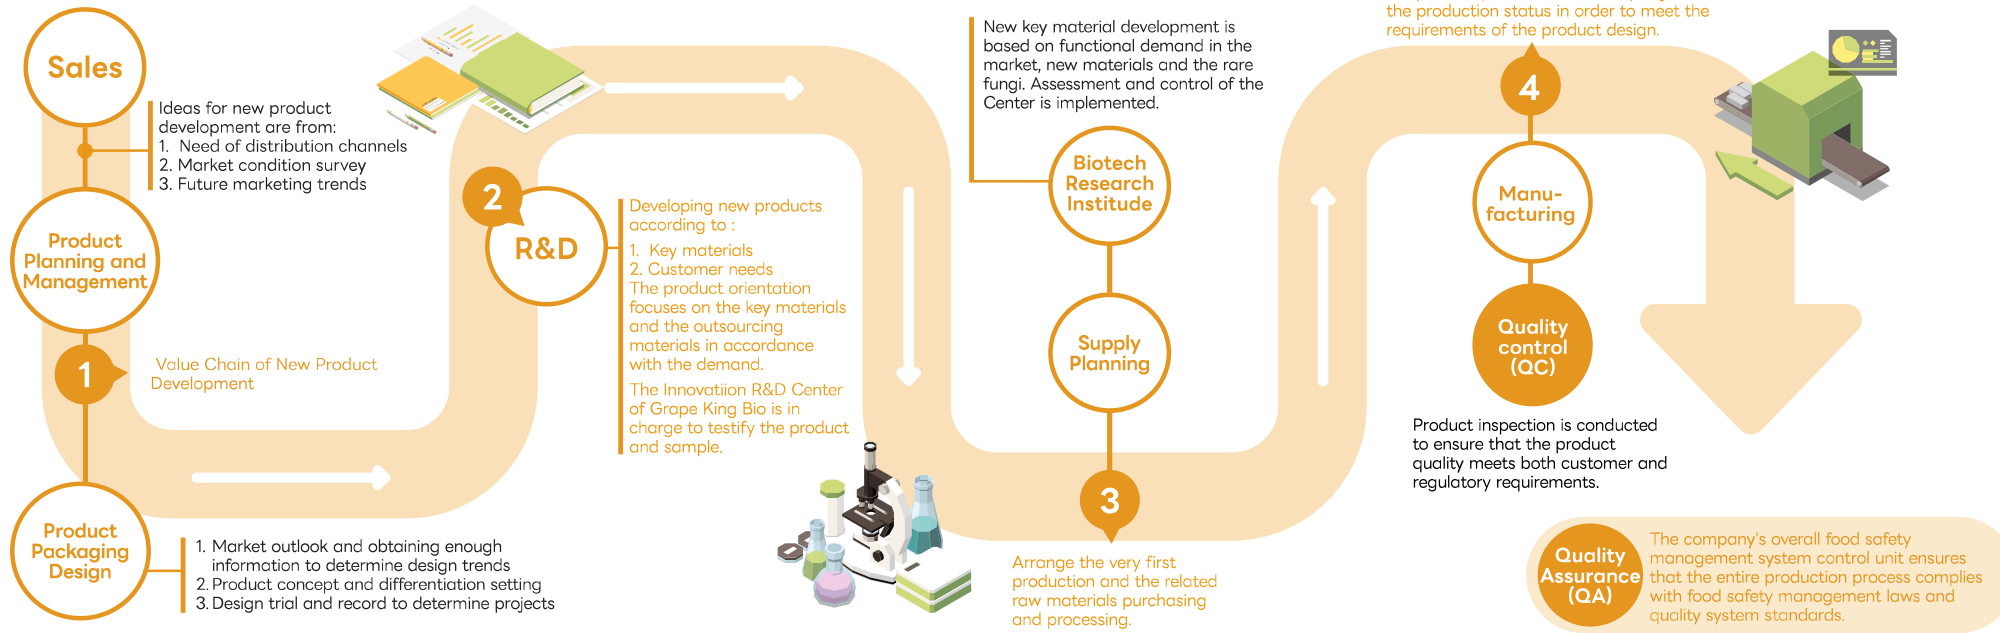 Sales
Ideas for new product
development are from:
1. Need of distribution channels
2. Market condition survey
3. Future marketing trends
Product
Planning and
Management
1
Value Chain of New Product
Development
Product
Packaging
Design
1. Market outlook and obtaining enough
information to determine design trends
2. Product concept and differentiation setting
3. Design trial and record to determine projects
2
R&D
Developing new products
according to :
1. Key materials
2. Customer needs
The product orientation
focuses on the key materials
and the outsourcing
materials in accordance
with the demand.
The Innovatiion R&D Center
of Grape King Bio is in
charge to testify the product
and sample.
New key material development is
based on functional demand in the
market, new materials and the rare
fungi. Assessment and control of the
Center is implemented.
Biotech
Research
Institude
Supply
Planning
3
Arrange the very first
production and the related
raw materials purchasing
and processing.
the production status in order to meet the
requirements of the product design.
4
Manu-
facturing
Quality
control
(QC)
Product inspection is conducted
to ensure that the product
quality meets both customer and
regulatory requirements.
Quality
Assurance
(QA)
The company's overall food safety
management system control unit ensures
that the entire production process complies
with food safety management laws and
quality system standards.